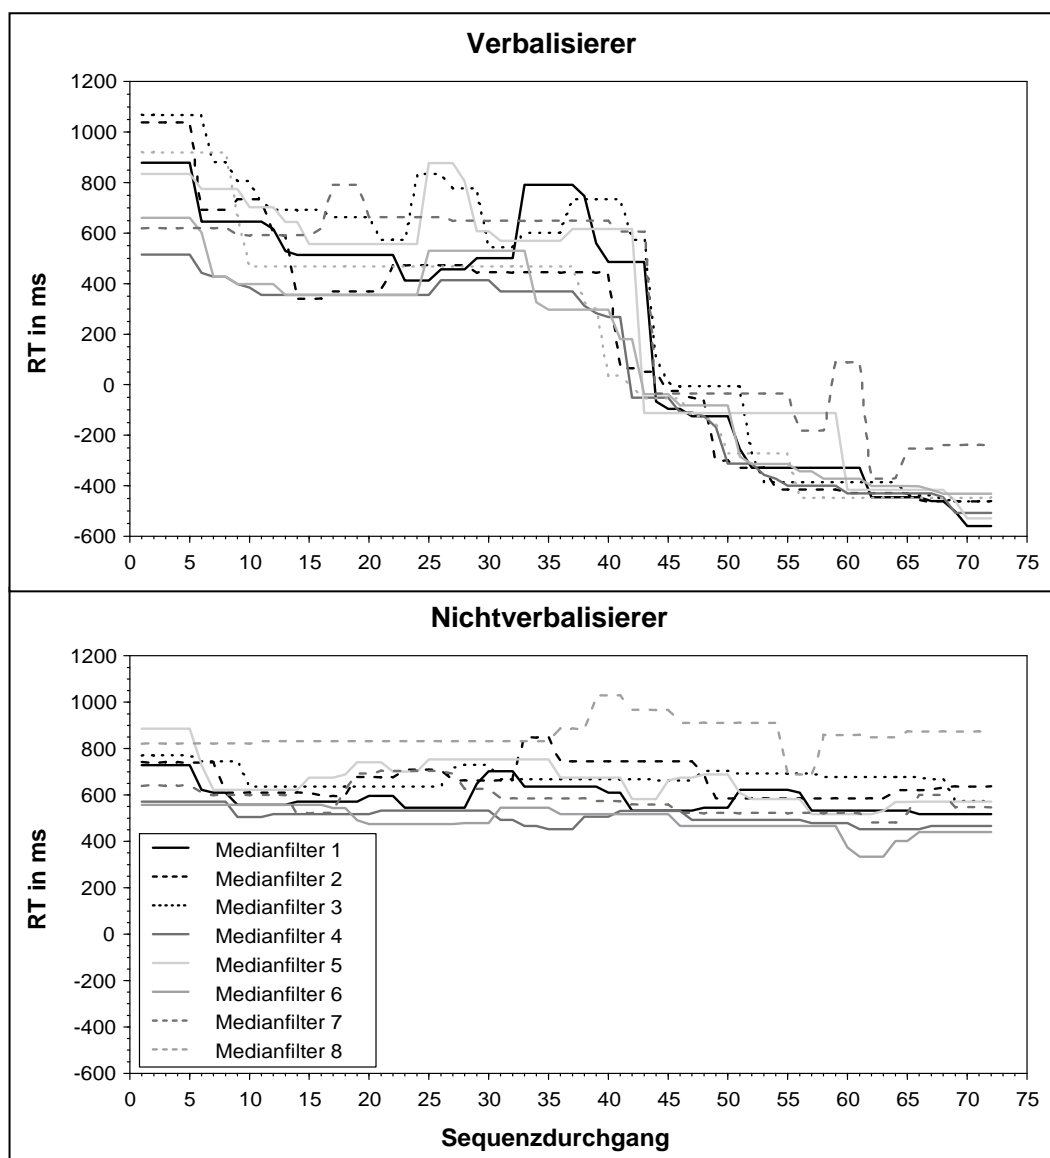 Verbalisierer
RT in ms
1200
1000
800
600
400
200
0
-200
-400
-600
0 5 10 15 20 25 30 35 40 45 50 55 60 65 70 75
Nichtverbalisierer
RT in ms
1200
1000
800
600
400
200
0
-200
-400
-600
Medianfilter 1
Medianfilter 2
Medianfilter 3
Medianfilter 4
Medianfilter 5
Medianfilter 6
Medianfilter 7
Medianfilter 8
0 5 10 15 20 25 30 35 40 45 50 55 60 65 70 75
Sequenzdurchgang